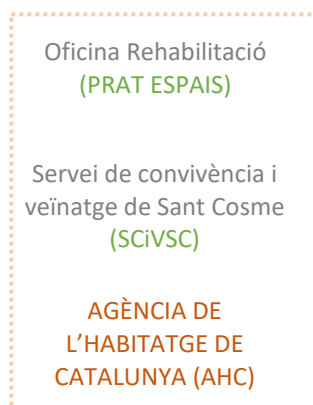 Oficina Rehabilitació
(PRAT ESPAIS)
Servei de convivència i
veïnatge de Sant Cosme
(SCiVSC)
AGÈNCIA DE
L’HABITATGE DE
CATALUNYA (AHC)